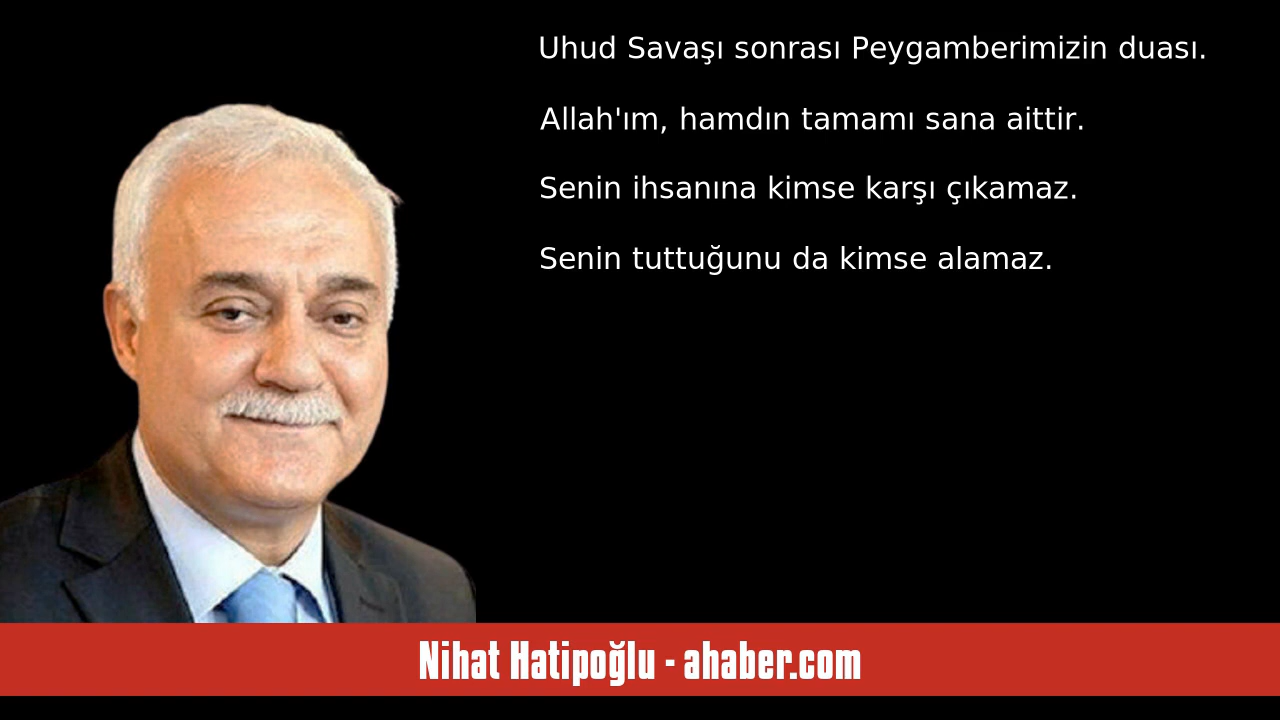 Uhud Savaşı sonrası Peygamberimizin duası.
Allah'ım, hamdın tamamı sana aittir.
Senin ihsanına kimse karşı çıkamaz.
Senin tuttuğunu da kimse alamaz.
Nihat Hatipoğlu - ahaber.com